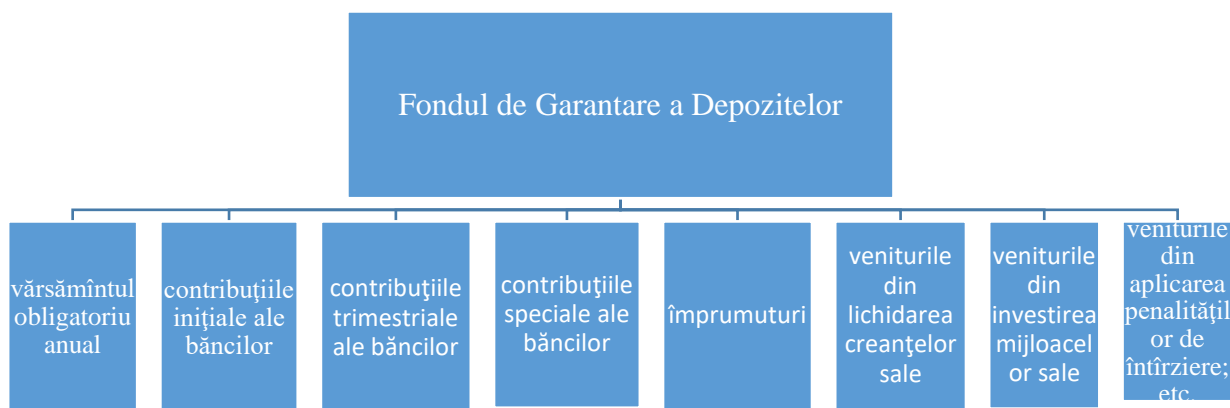 Fondul de Garantare a Depozitelor
vărsămîntul
obligatoriu
anual
contribuţiile
iniţiale ale
băncilor
contribuţiile
trimestriale
ale băncilor
contribuţiile
speciale ale
băncilor
împrumuturi
veniturile
din
lichidarea
creanţelor
sale
veniturile
din
investirea
mijloacel
or sale
veniturile
din
aplicarea
penalităţil
or de
întîrziere;
etc.